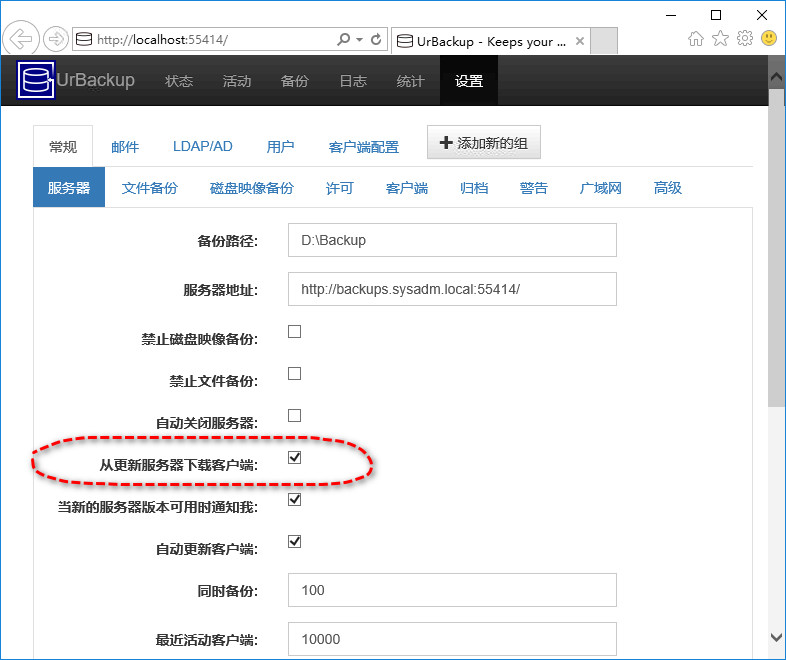 http://localhost:55414/
UrBackup - Keeps your ...
UrBackup 状态 活动 备份 日志 统计 设置
常规 邮件 LDAP/AD 用户 客户端配置 添加新的组
服务器 文件备份 磁盘映像备份 许可 客户端 归档 警告 广域网 高级
备份路径: D:\Backup
服务器地址: http://backups.sysadm.local:55414/
禁止磁盘映像备份:
禁止文件备份:
自动关闭服务器:
从更新服务器下载客户端:
当新的服务器版本可用时通知我:
自动更新客户端:
同时备份: 100
最近活动客户端: 10000